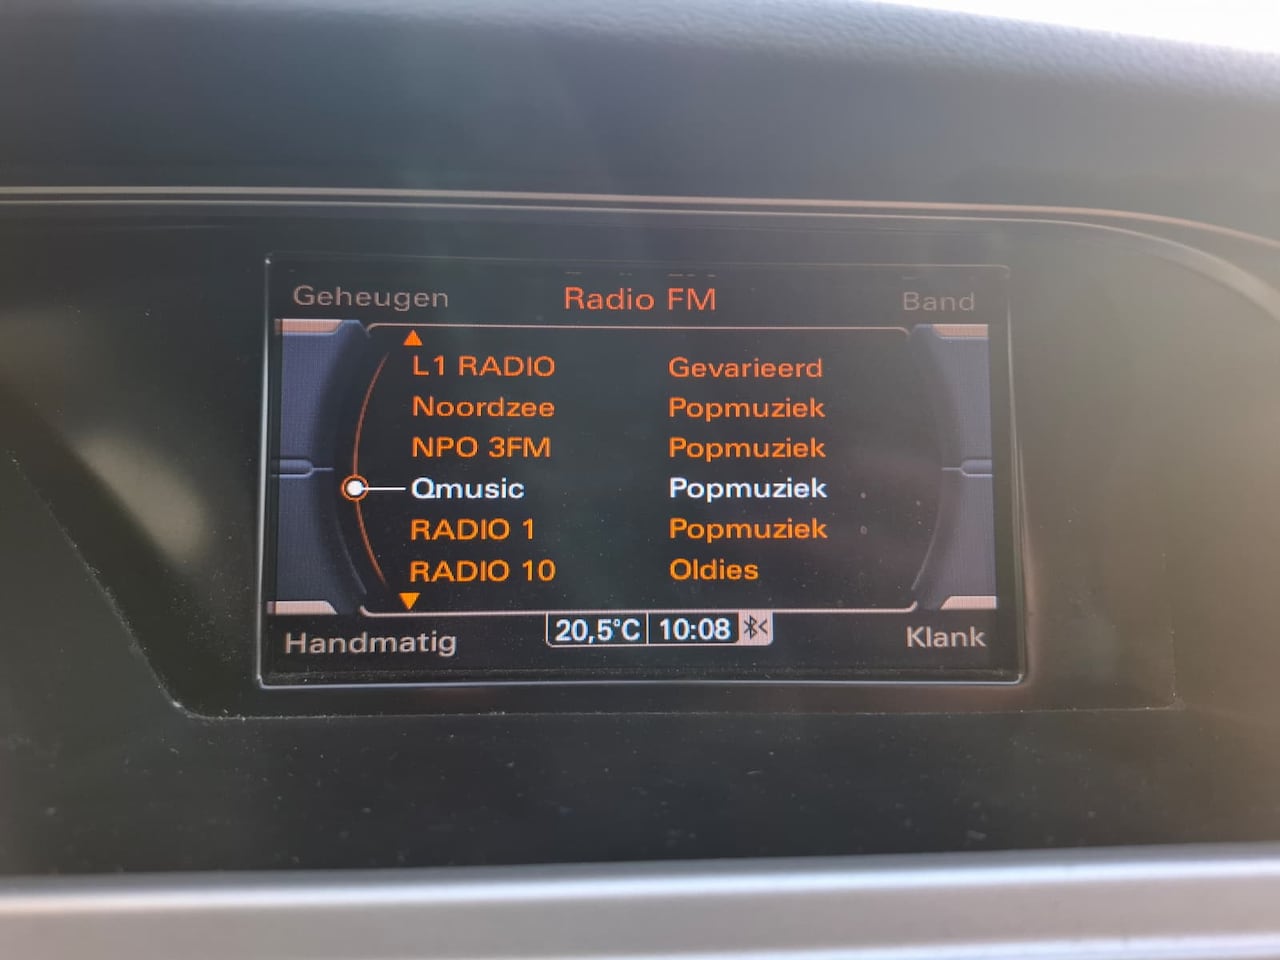 Geheugen Radio FM Band
L1 RADIO Gevarieerd
Noordzee Popmuziek
NPO 3FM Popmuziek
Qmusic Popmuziek
RADIO 1 Popmuziek
RADIO 10 Oldies
Handmatig 20,5°C 10:08 Klank